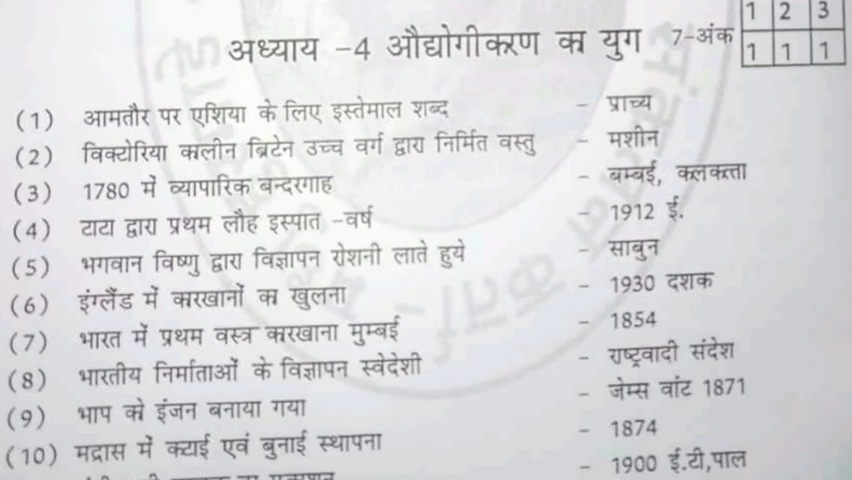 अध्याय –4 औद्योगीकरण का युग 7-अंक 1 2 3
1 1 1
(1) आमतौर पर एशिया के लिए इस्तेमाल शब्द – प्राच्य
(2) विक्टोरिया कालीन ब्रिटेन उच्च वर्ग द्वारा निर्मित वस्तु – मशीन
(3) 1780 में व्यापारिक बन्दरगाह – बम्बई, कलकत्ता
(4) टाटा द्वारा प्रथम लौह इस्पात -वर्ष – 1912 ई.
(5) भगवान विष्णु द्वारा विज्ञापन रोशनी लाते हुये – साबुन
(6) इंग्लैंड में कारखानों का खुलना – 1930 दशक
(7) भारत में प्रथम वस्त्र कारखाना मुम्बई – 1854
(8) भारतीय निर्माताओं के विज्ञापन स्वेदेशी – राष्ट्रवादी संदेश
(9) भाप को इंजन बनाया गया – जेम्स वांट 1871
(10) मद्रास में कटाई एवं बुनाई स्थापना – 1874
– 1900 ई.टी,पाल